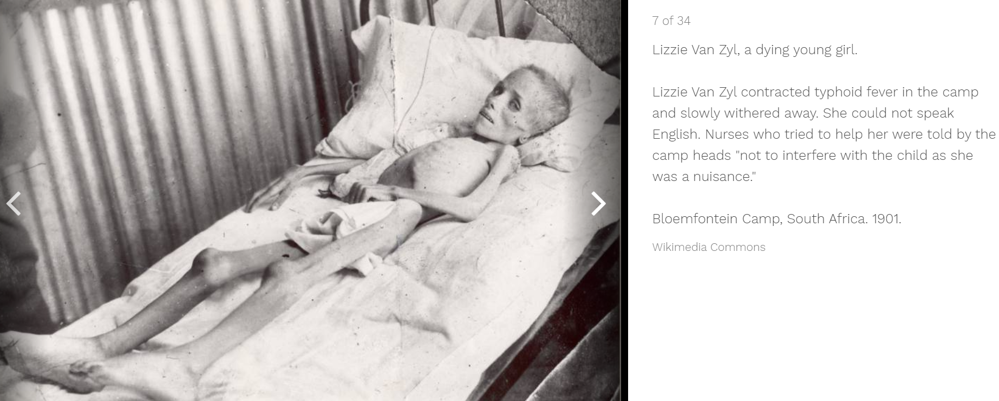 7 of 34
Lizzie Van Zyl, a dying young girl.
Lizzie Van Zyl contracted typhoid fever in the camp
and slowly withered away. She could not speak
English. Nurses who tried to help her were told by the
camp heads "not to interfere with the child as she
was a nuisance."
Bloemfontein Camp, South Africa. 1901.
Wikimedia Commons